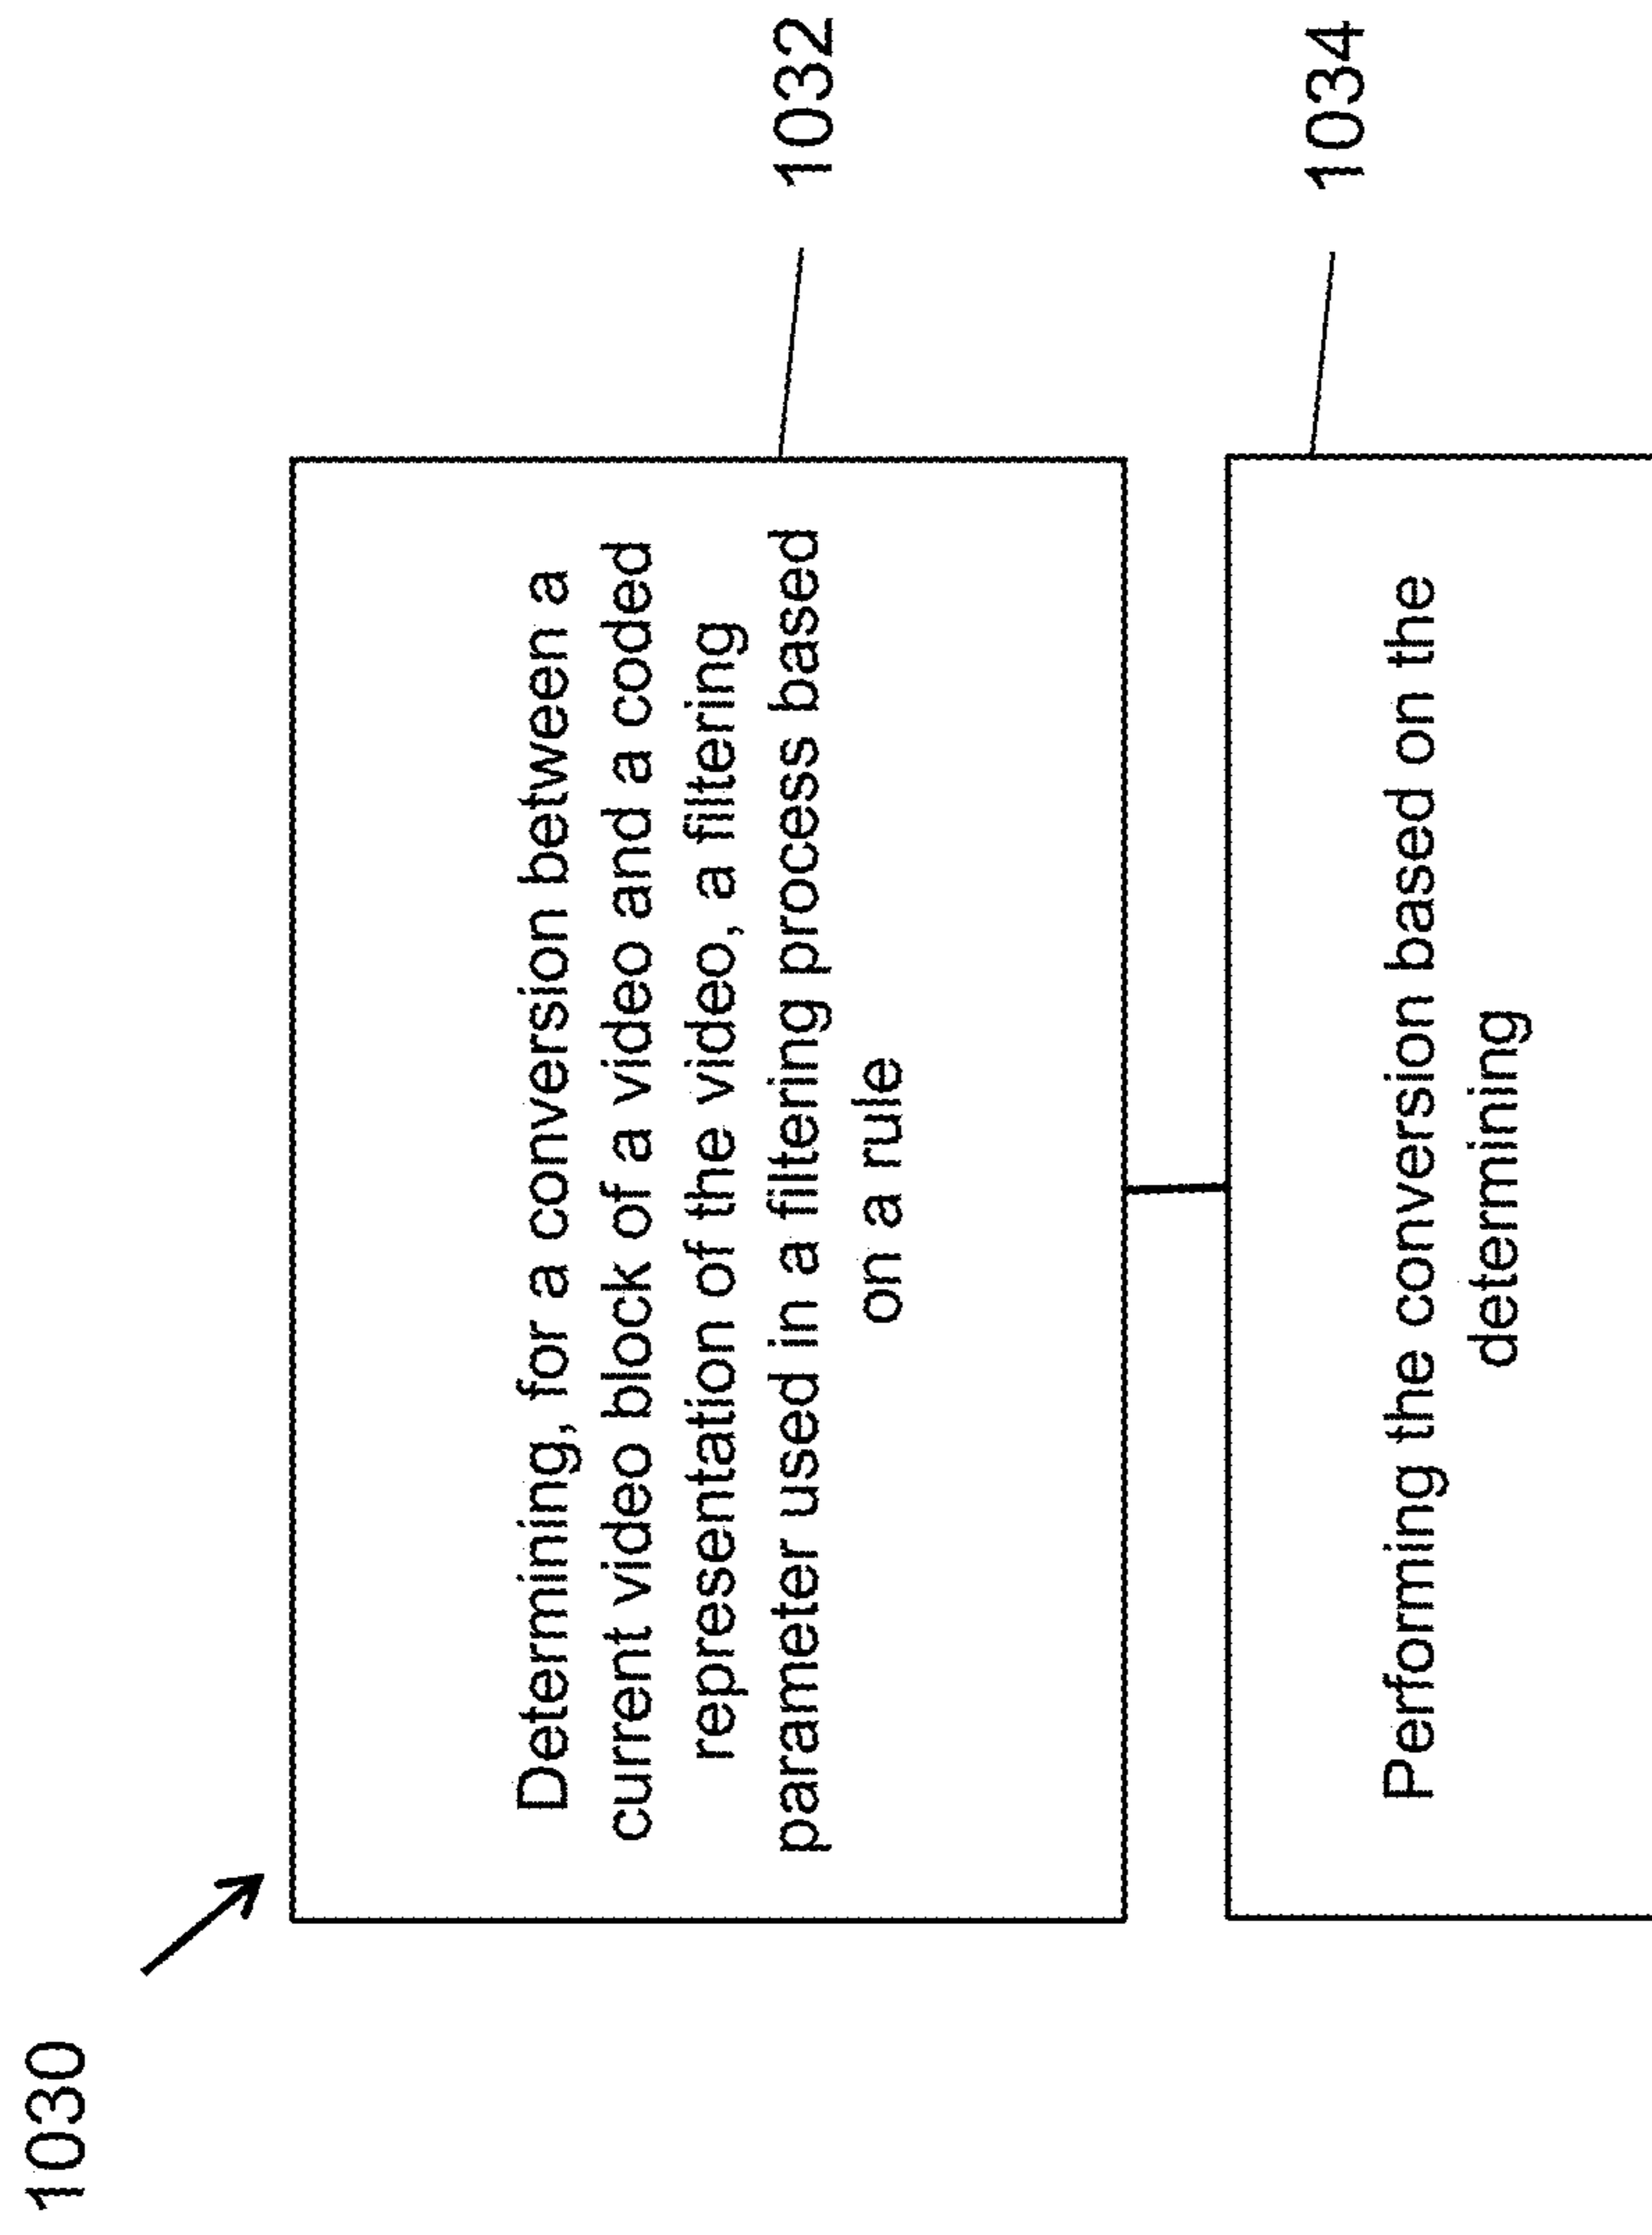 1030
Determining, for a conversion between a
current video block of a video and a coded
representation of the video, a filtering
parameter used in a filtering process based
on a rule
1032
Performing the conversion based on the
determining
1034